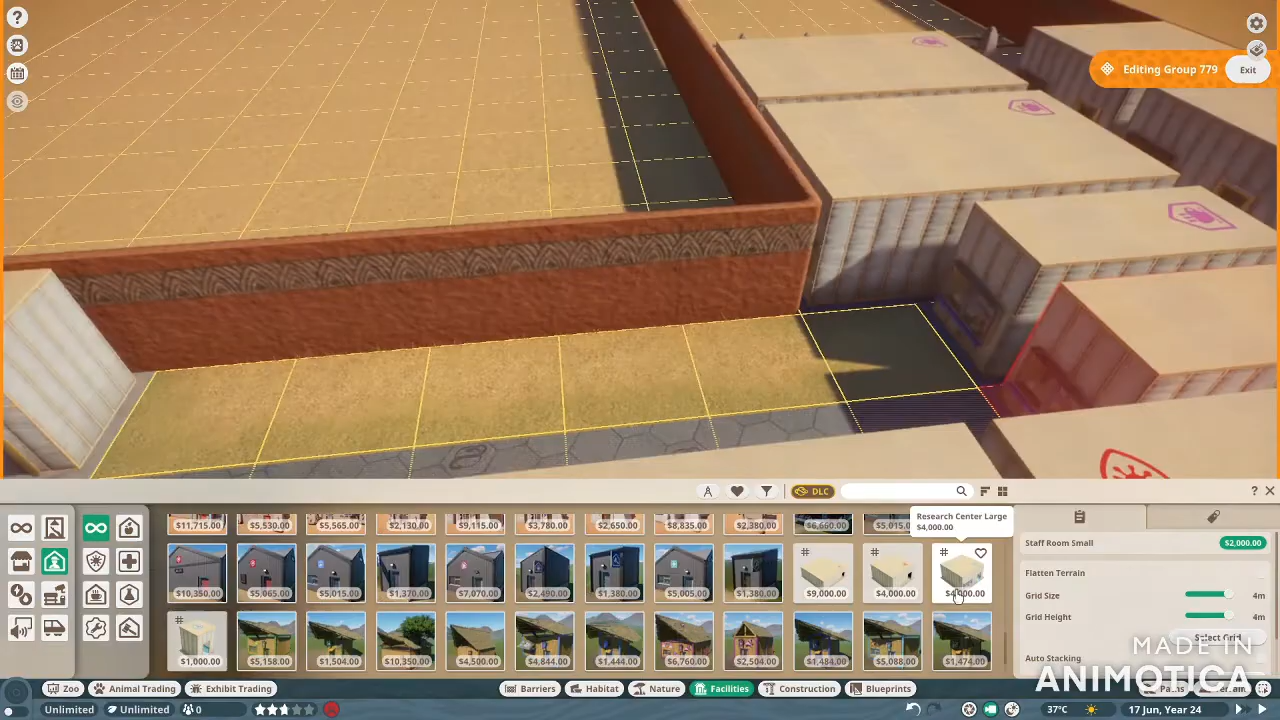 ?
Editing Group 779
Exit
DLC
? ×
$11,715.00 $5,530.00 $5,565.00 $2,130.00 $9,115.00 $3,780.00 $2,650.00 $8,835.00 $2,380.00 $6,660.00 $5,015.00
Research Center Large
$4,000.00
Staff Room Small
$2,000.00
$10,350.00 $5,065.00 $5,015.00 $1,370.00 $7,070.00 $2,490.00 $1,380.00 $5,005.00 $1,380.00 $9,000.00 $4,000.00 $4,000.00
Flatten Terrain
Grid Size 4m
Grid Height 4m
Select Grid
$1,000.00 $5,158.00 $1,504.00 $10,350.00 $4,500.00 $4,844.00 $1,444.00 $6,760.00 $2,504.00 $1,484.00 $5,088.00 $1,474.00
Auto Stacking
MADE IN
ANIMOTICA
Zoo Animal Trading Exhibit Trading Barriers Habitat Nature Facilities Construction Blueprints Paths
Unlimited Unlimited 0 37°C 17 Jun, Year 24